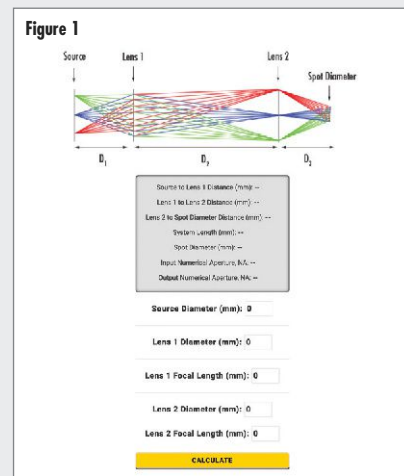 Figure 1
Source Lens 1 Lens 2
Spot Diameter
D1 D2 D3
Source to Lens 1 Distance (mm): --
Lens 1 to Lens 2 Distance (mm): --
Lens 2 to Spot Diameter Distance (mm): --
System Length (mm): --
Spot Diameter (mm): --
Input Numerical Aperture, NA: --
Output Numerical Aperture, NA: --
Source Diameter (mm): 0
Lens 1 Diameter (mm): 0
Lens 1 Focal Length (mm): 0
Lens 2 Diameter (mm): 0
Lens 2 Focal Length (mm): 0
CALCULATE